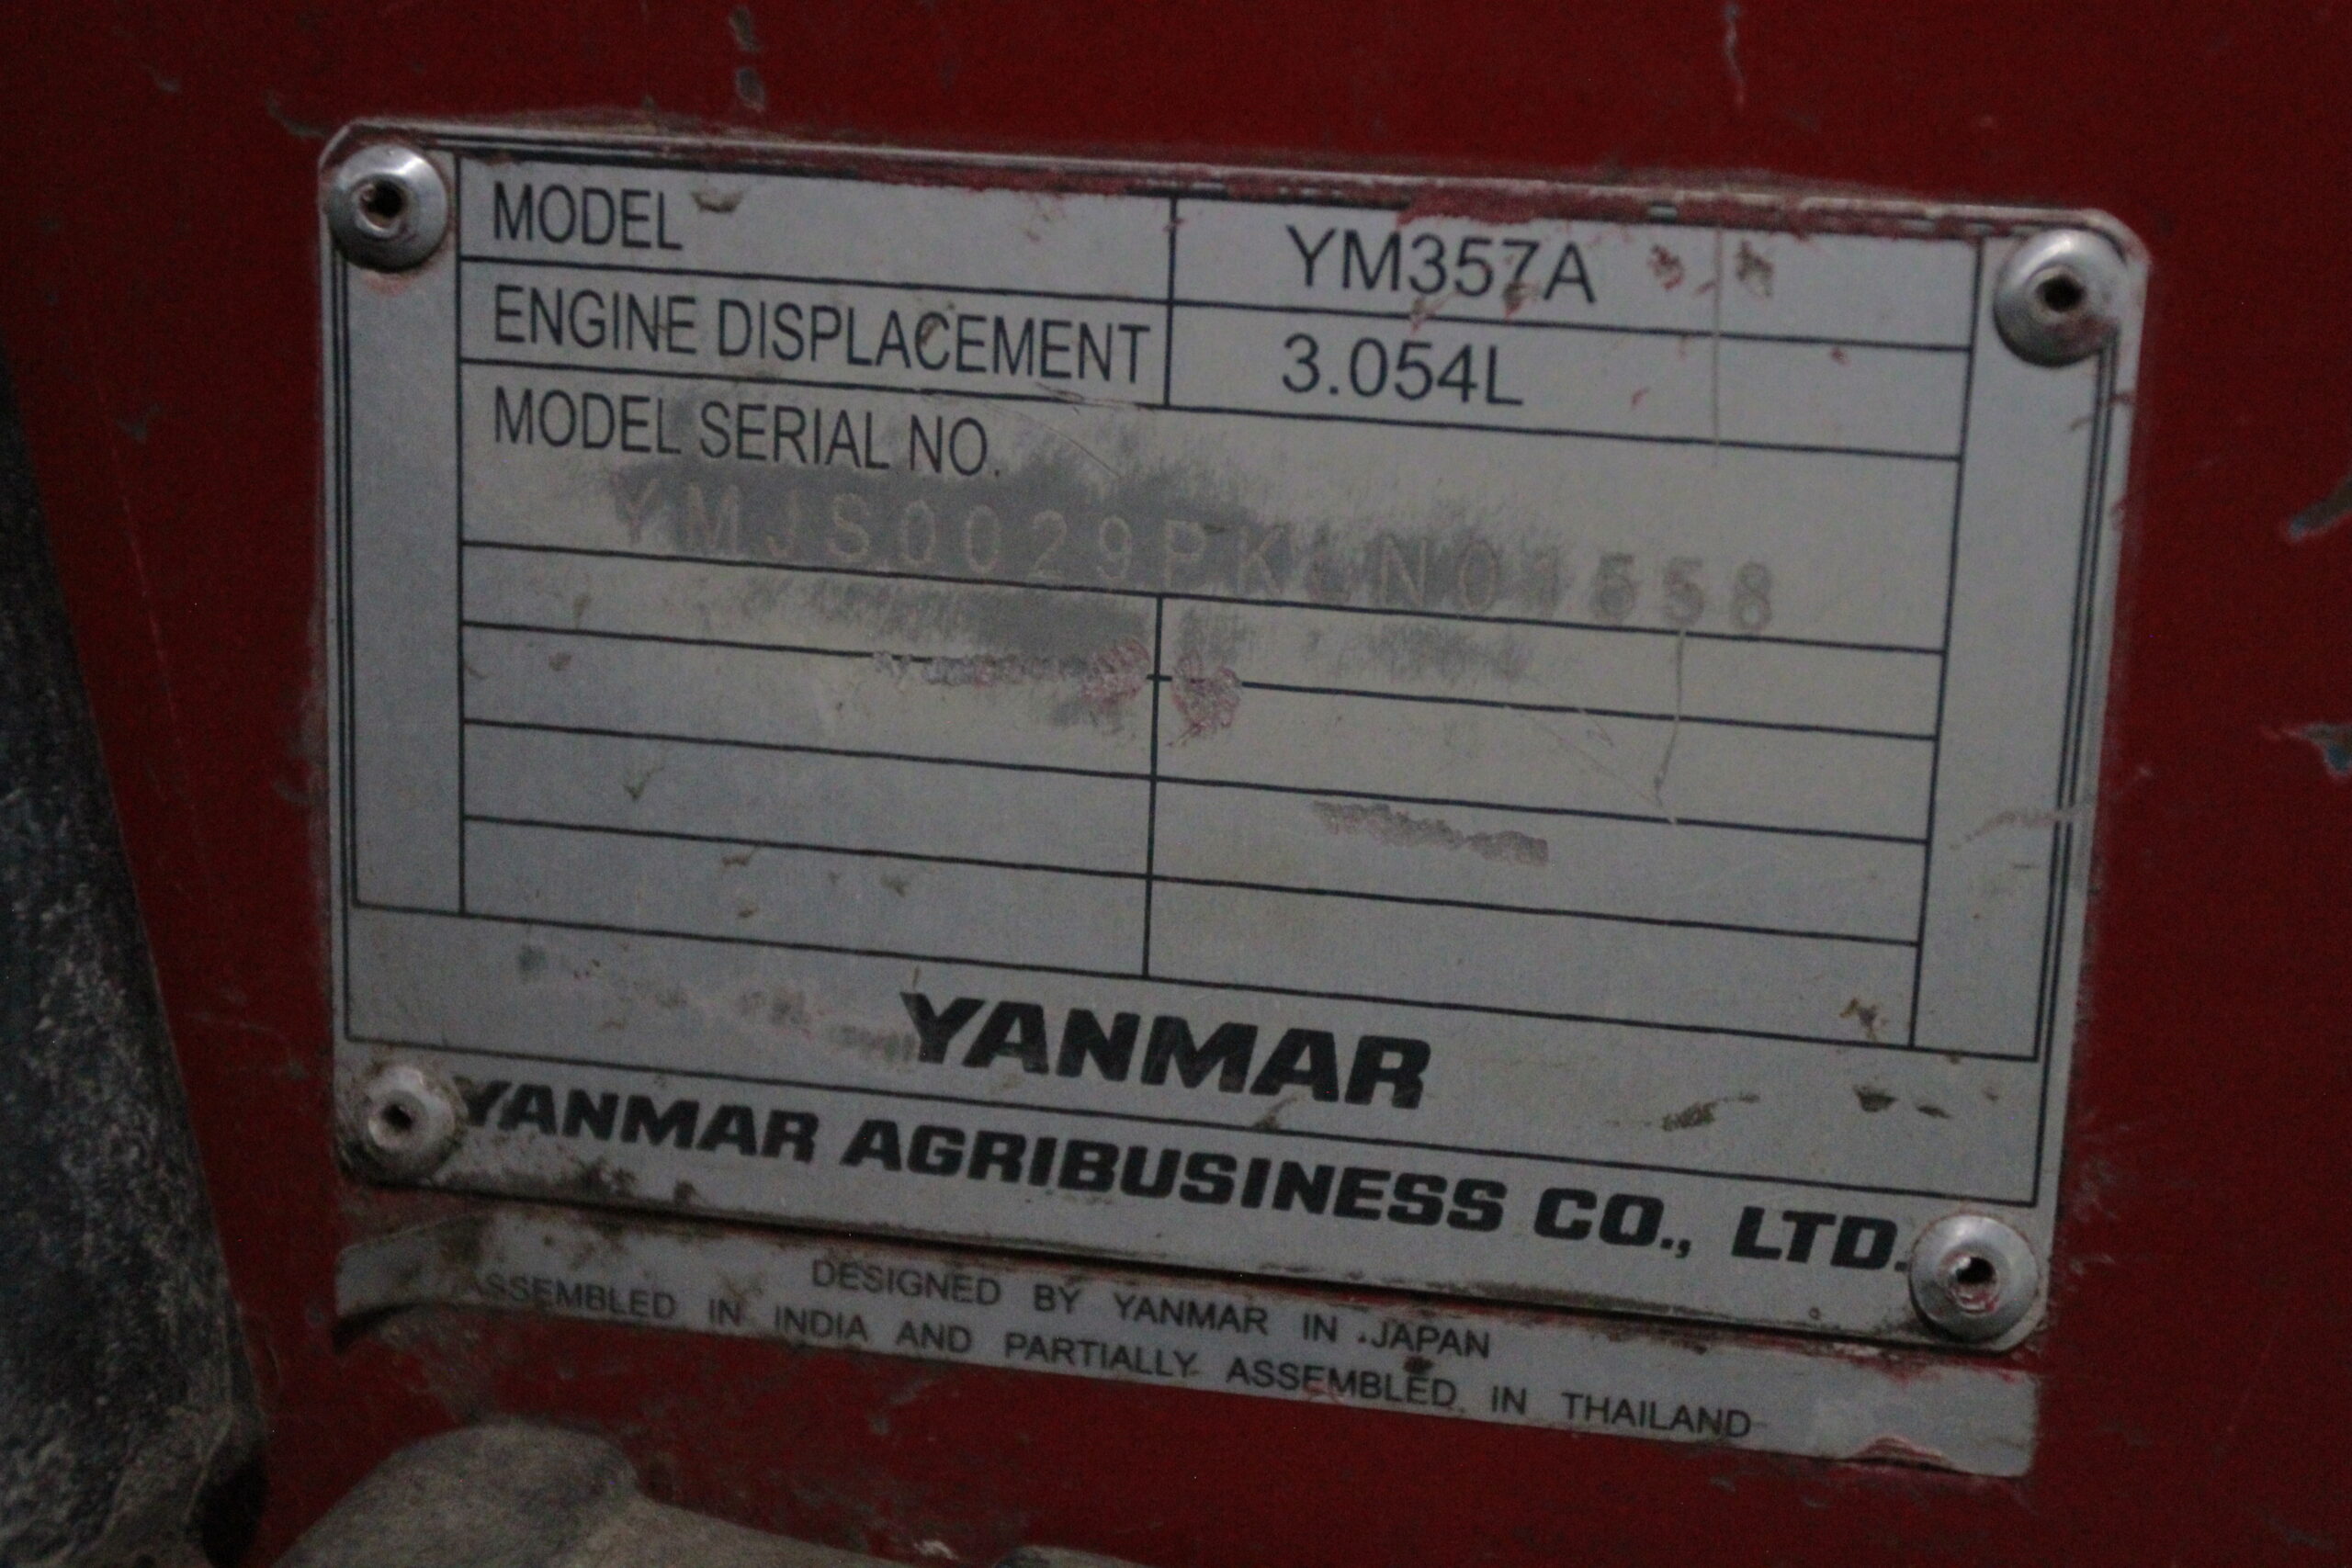 MODEL YM357A
ENGINE DISPLACEMENT 3.054L
MODEL SERIAL NO.
YANMAR
YANMAR AGRIBUSINESS CO., LTD.
DESIGNED BY YANMAR IN JAPAN
ASSEMBLED IN INDIA AND PARTIALLY ASSEMBLED IN THAILAND